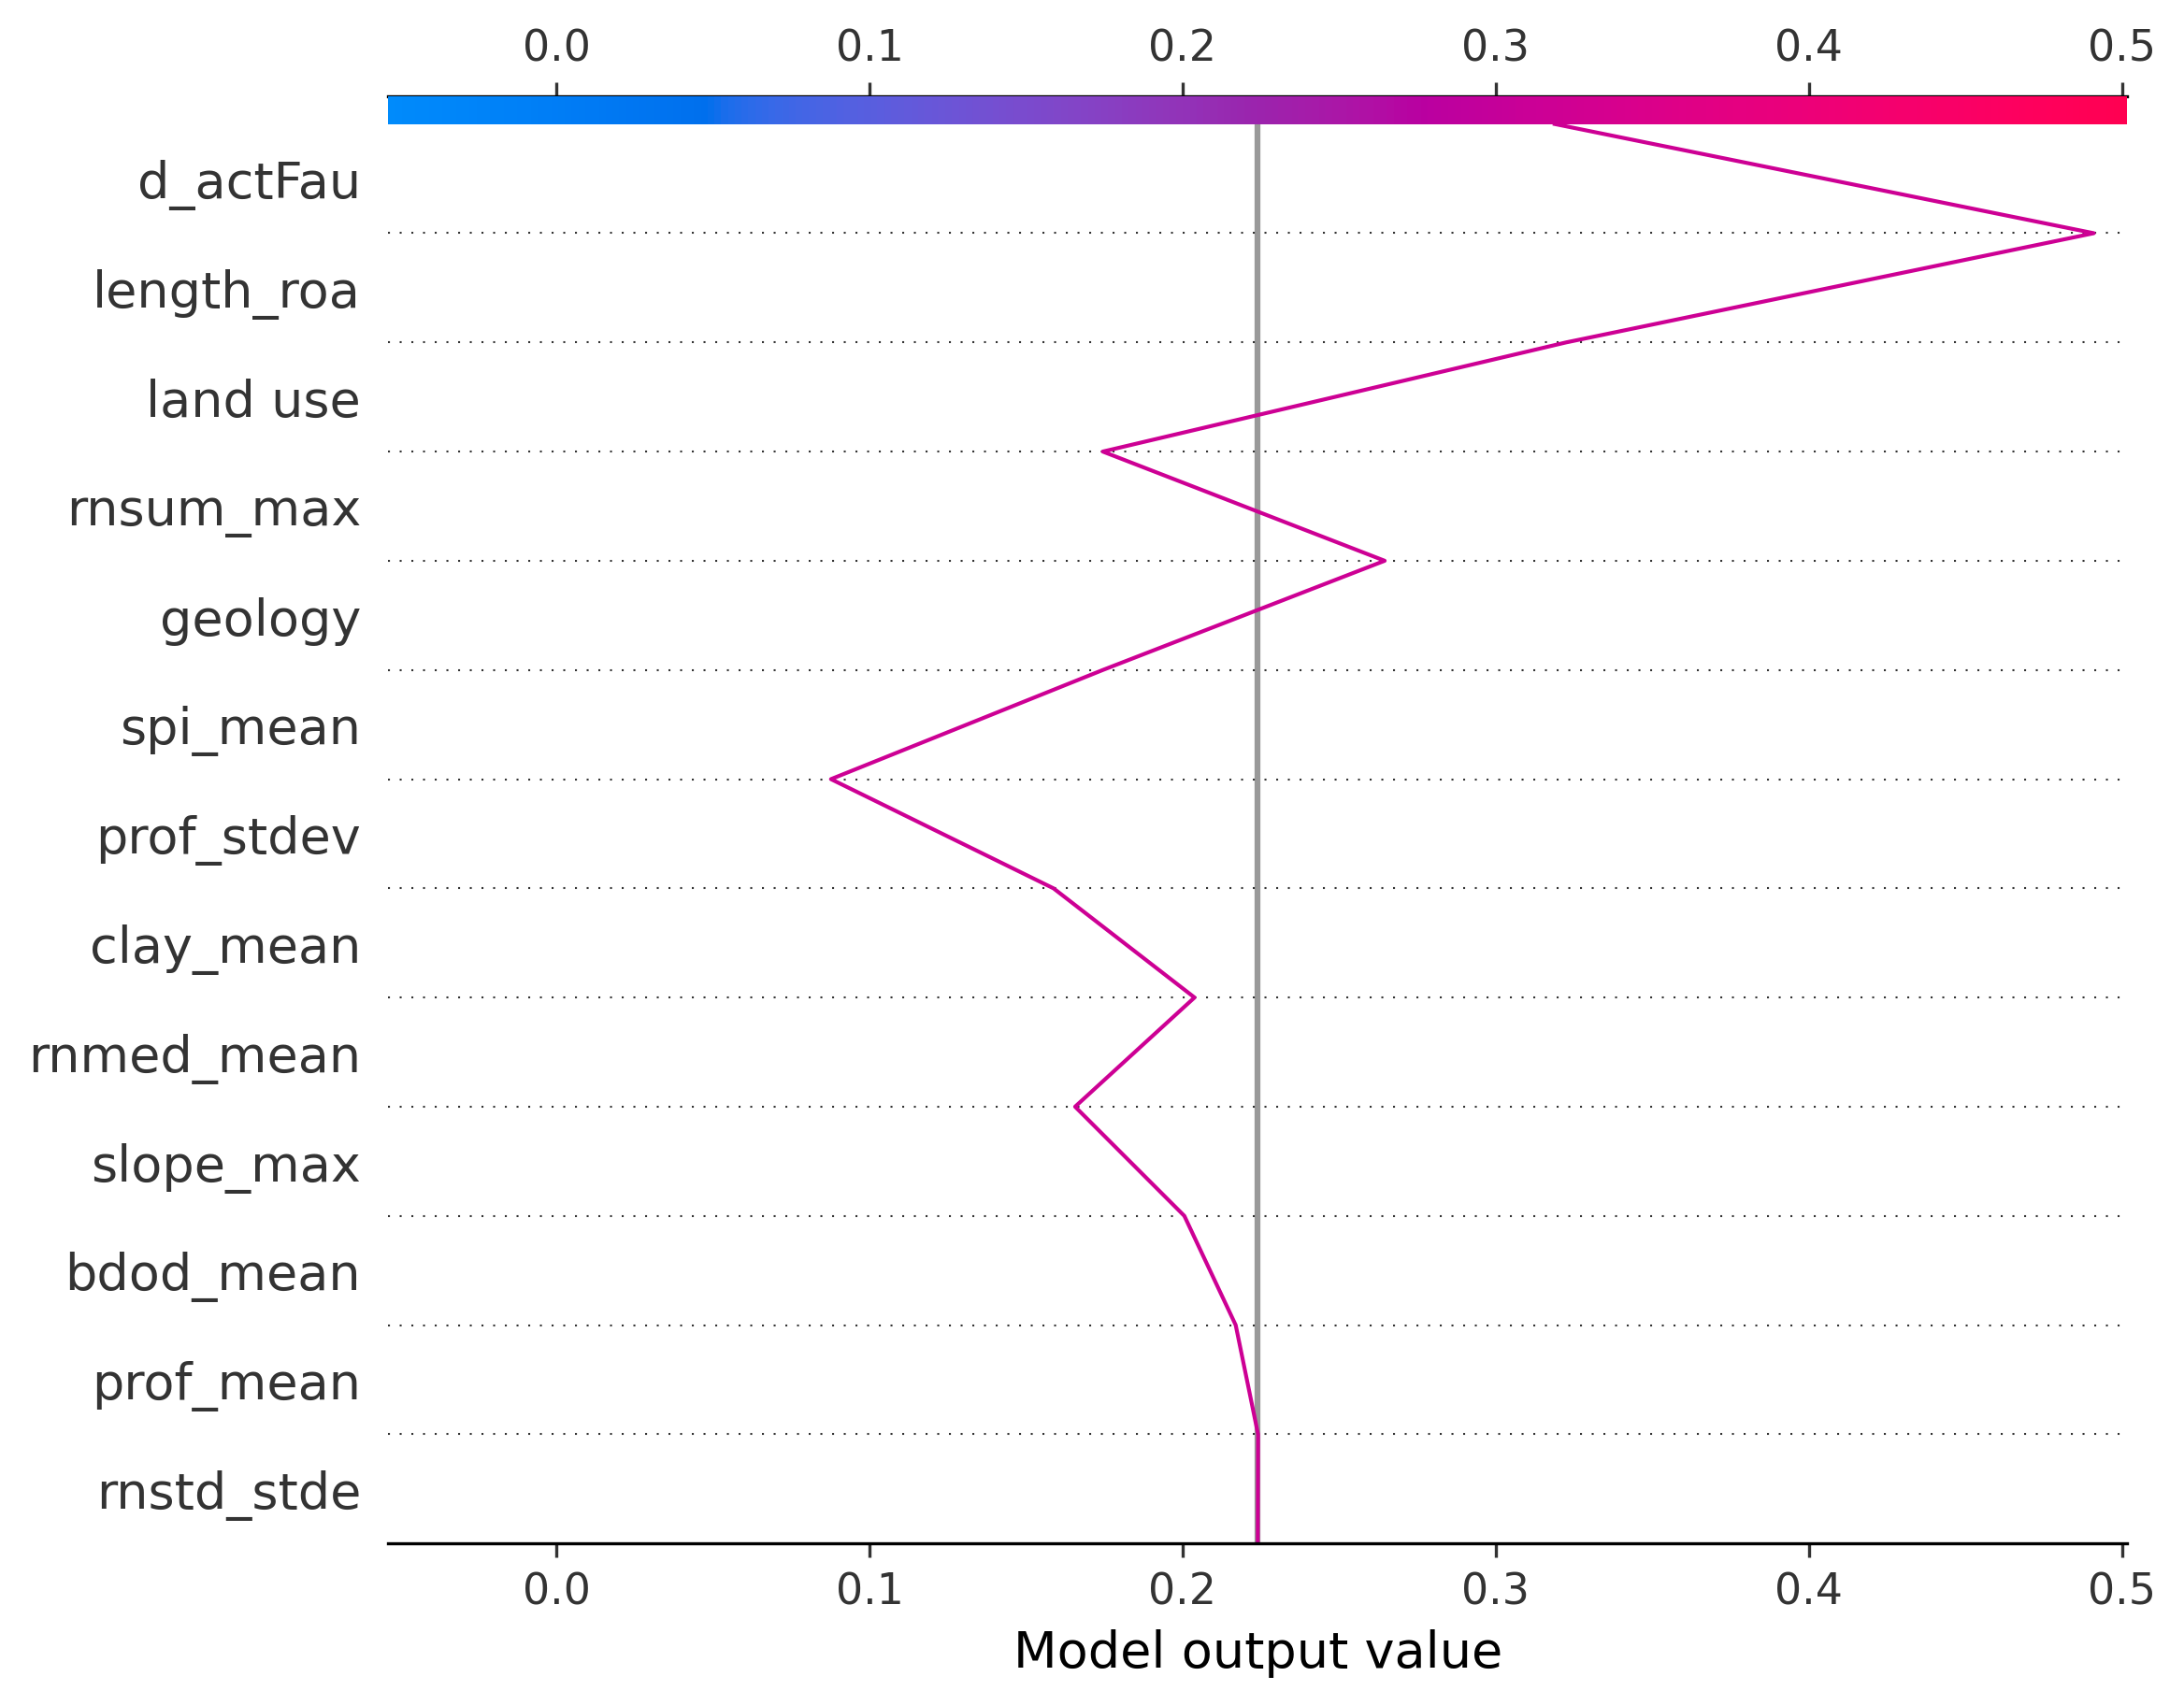 0.0 0.1 0.2 0.3 0.4 0.5
d_actFau
length_roa
land use
rnsum_max
geology
spi_mean
prof_stdev
clay_mean
rnmed_mean
slope_max
bdod_mean
prof_mean
rnstd_stde
0.0 0.1 0.2 0.3 0.4 0.5
Model output value